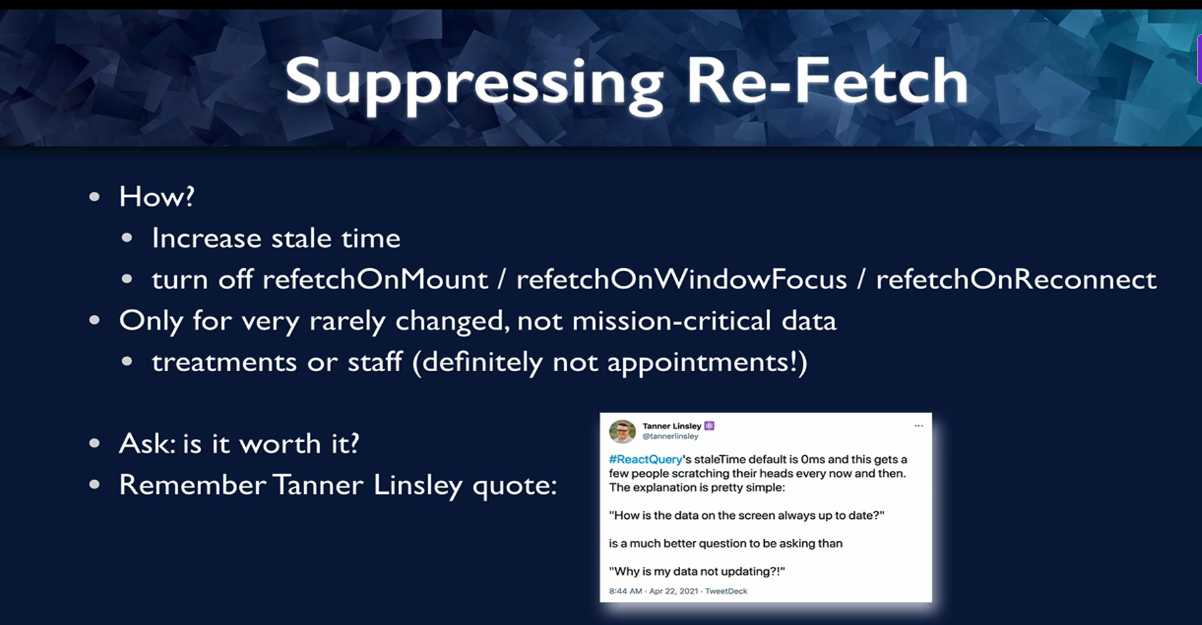 Suppressing Re-Fetch
• How?
• Increase stale time
• turn off refetchOnMount / refetchOnWindowFocus / refetchOnReconnect
• Only for very rarely changed, not mission-critical data
• treatments or staff (definitely not appointments!)
• Ask: is it worth it?
• Remember Tanner Linsley quote:
Tanner Linsley
@tannerlinsley
#ReactQuery's staleTime default is 0ms and this gets a
few people scratching their heads every now and then.
The explanation is pretty simple:
"How is the data on the screen always up to date?"
is a much better question to be asking than
"Why is my data not updating?!"
8:44 AM · Apr 22, 2021 · TweetDeck